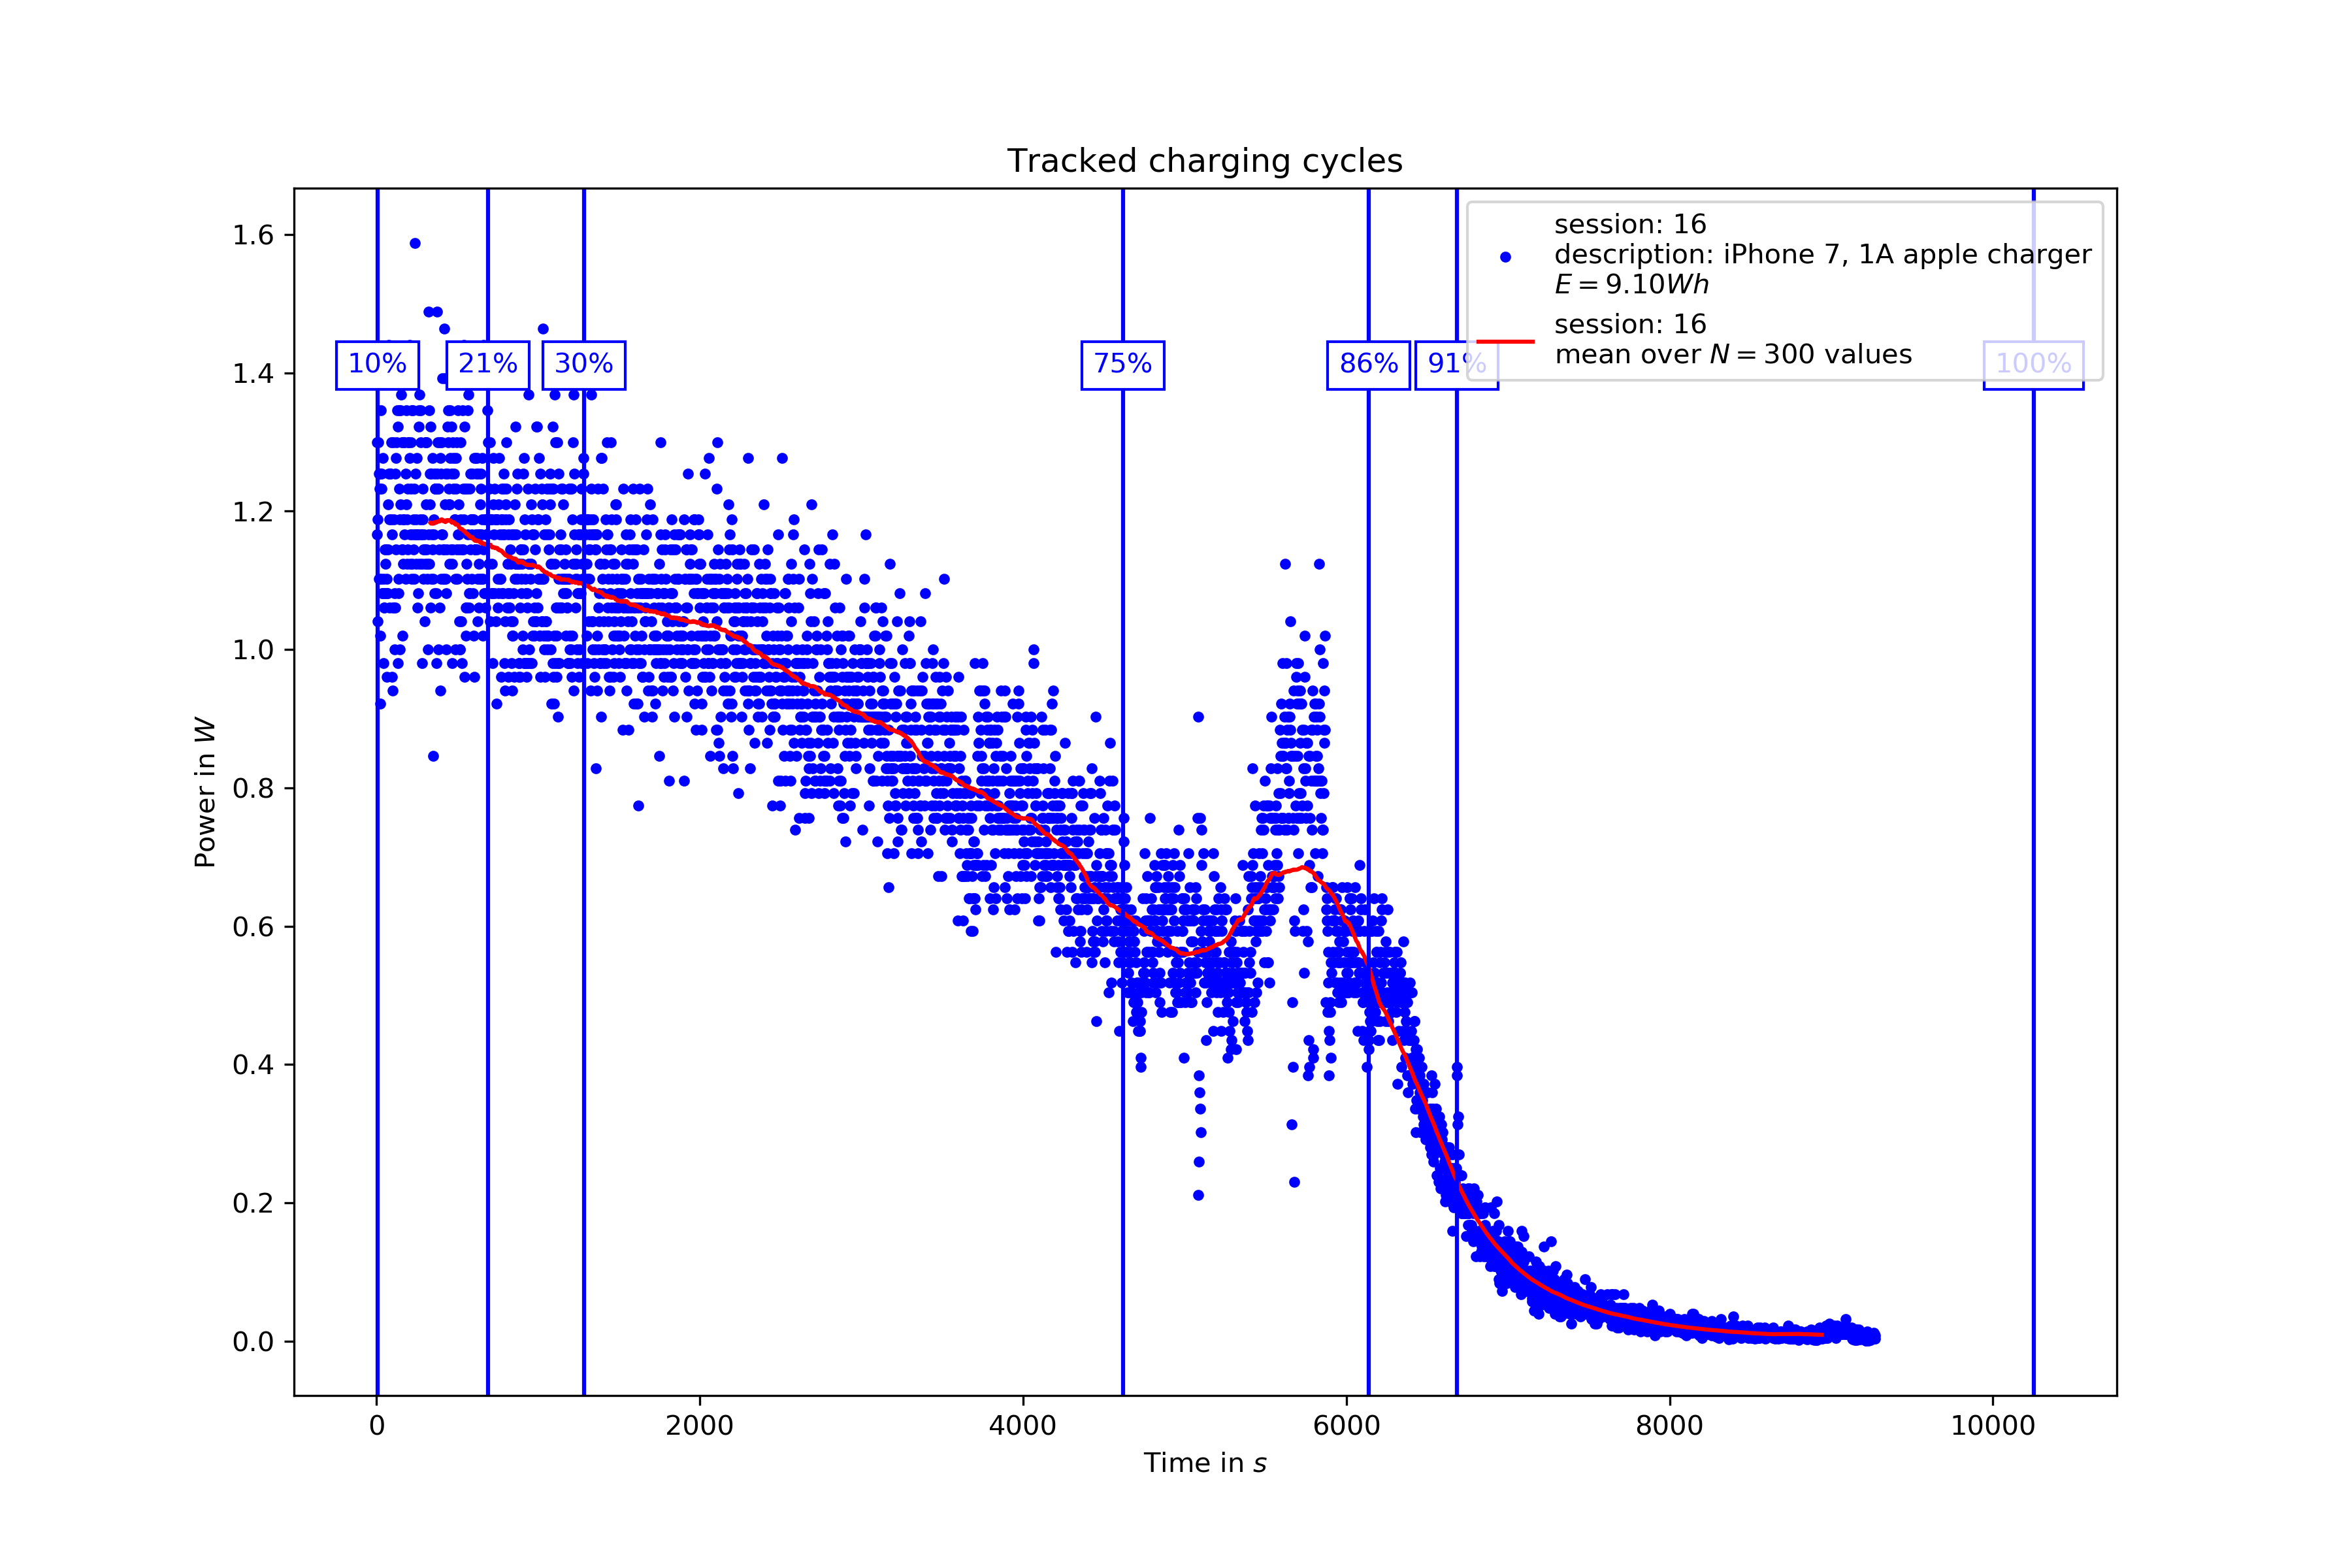 Tracked charging cycles
session: 16
description: iPhone 7, 1A apple charger
E = 9.10Wh
session: 16
mean over N = 300 values
10%
21%
30%
75%
86%
91%
100%
1.6
1.4
1.2
1.0
0.8
0.6
0.4
0.2
0.0
Power in W
0
2000
4000
6000
8000
10000
Time in s